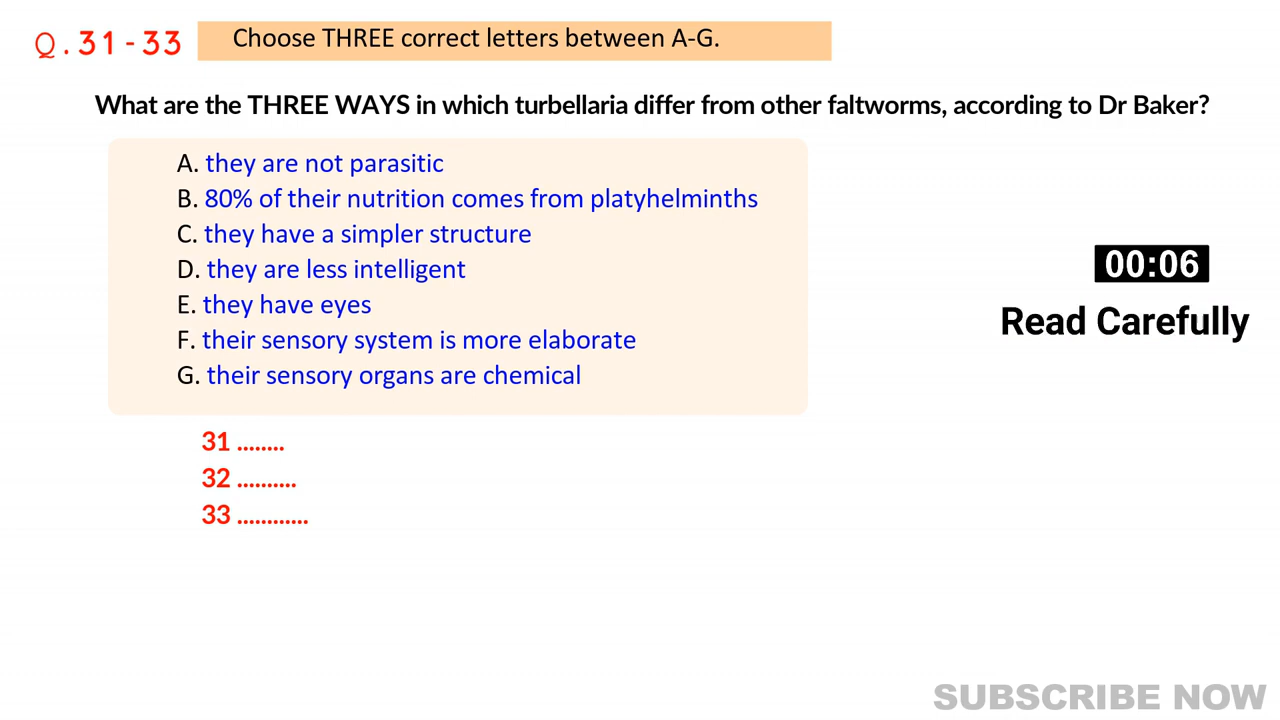 Q.31-33
Choose THREE correct letters between A-G.
What are the THREE WAYS in which turbellaria differ from other faltworms, according to Dr Baker?
A. they are not parasitic
B. 80% of their nutrition comes from platyhelminths
C. they have a simpler structure
D. they are less intelligent
E. they have eyes
F. their sensory system is more elaborate
G. their sensory organs are chemical
00:06
Read Carefully
31 ........
32 ..........
33 ............
SUBSCRIBE NOW